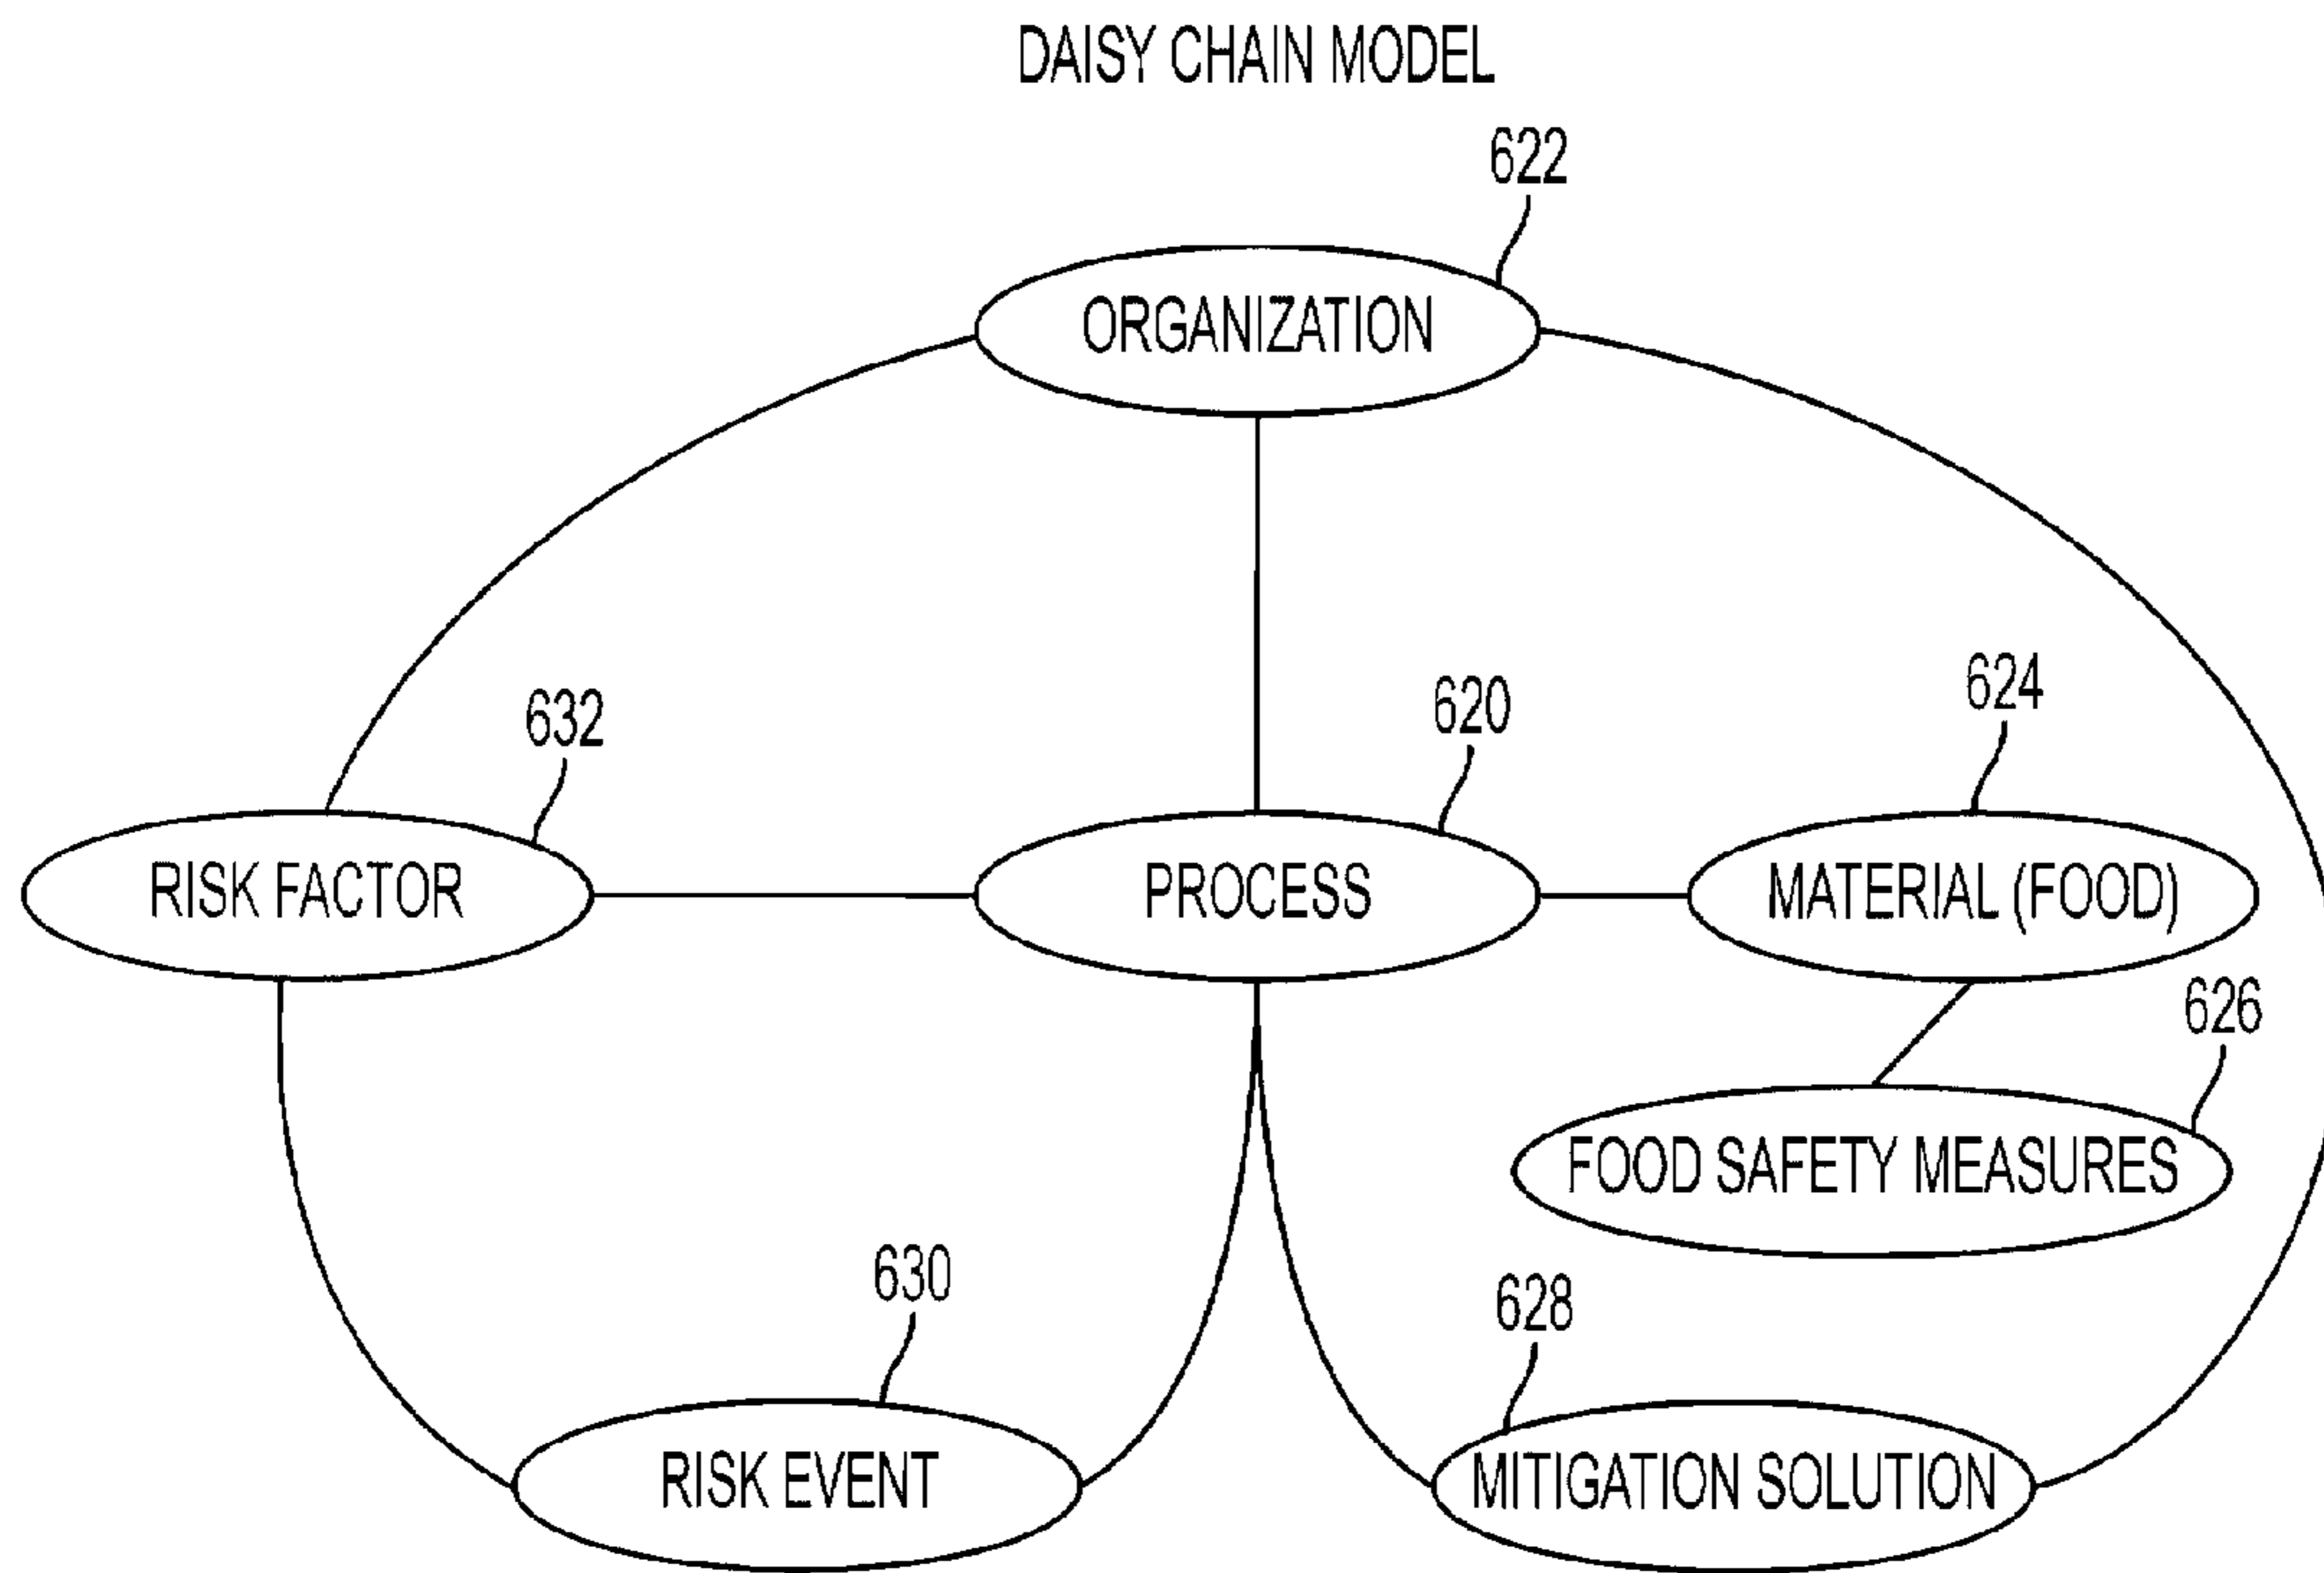 DAISY CHAIN MODEL
622
ORGANIZATION
632
620
624
RISK FACTOR
PROCESS
MATERIAL (FOOD)
626
FOOD SAFETY MEASURES
630
628
RISK EVENT
MITIGATION SOLUTION